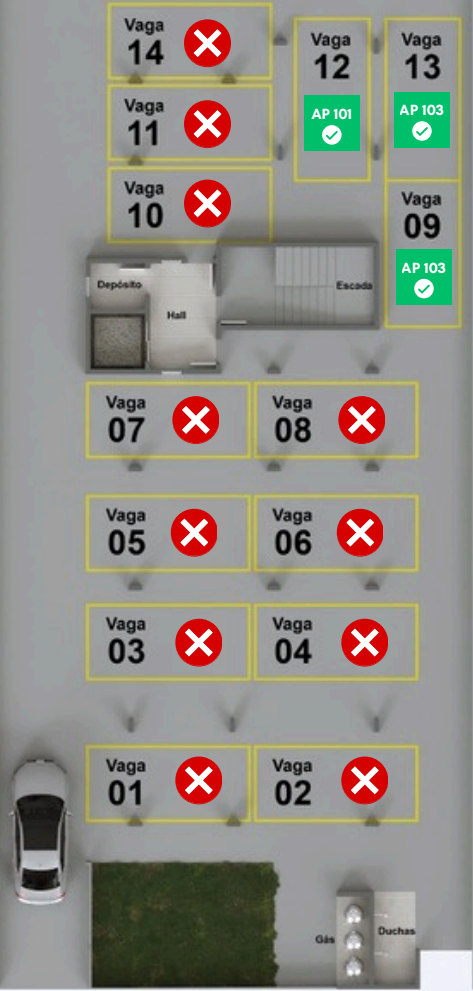 Vaga
14
Vaga
12
AP 101
Vaga
13
AP 103
Vaga
11
Vaga
10
Vaga
09
AP 103
Depósito
Hall
Escada
Vaga
07
Vaga
08
Vaga
05
Vaga
06
Vaga
03
Vaga
04
Vaga
01
Vaga
02
Gás
Duchas